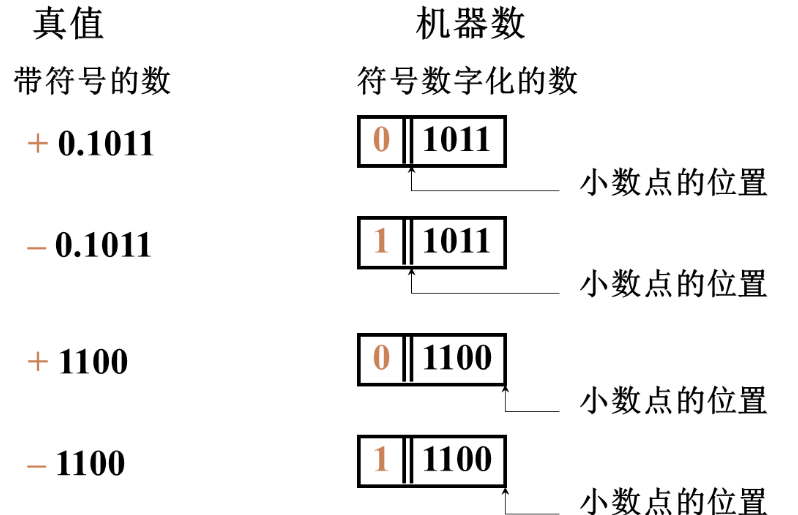 真值 机器数
带符号的数 符号数字化的数
+ 0.1011 0 1011
小数点的位置
– 0.1011 1 1011
小数点的位置
+ 1100 0 1100
小数点的位置
– 1100 1 1100
小数点的位置